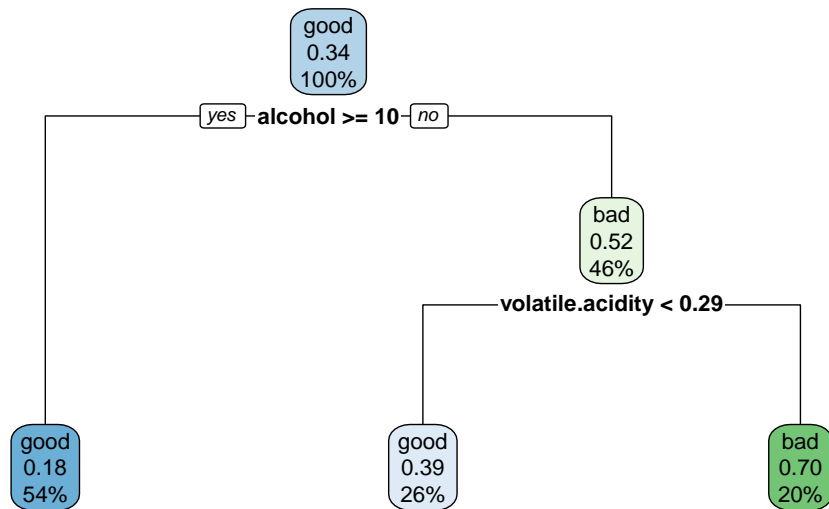 good
0.34
100%
yes alcohol >= 10 no
bad
0.52
46%
volatile.acidity < 0.29
good
0.18
54%
good
0.39
26%
bad
0.70
20%